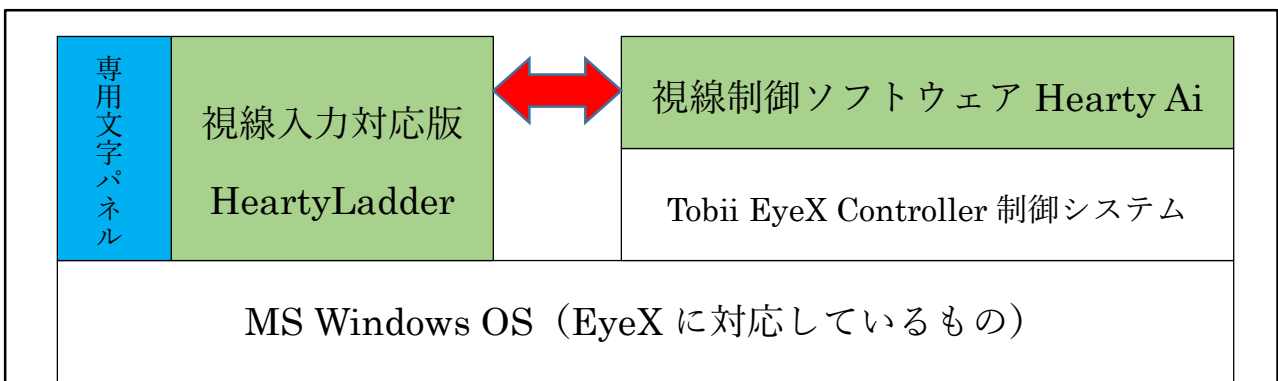 専用文字パネル
視線入力対応版
HeartyLadder
視線制御ソフトウェア Hearty Ai
Tobii EyeX Controller 制御システム
MS Windows OS（EyeX に対応しているもの）